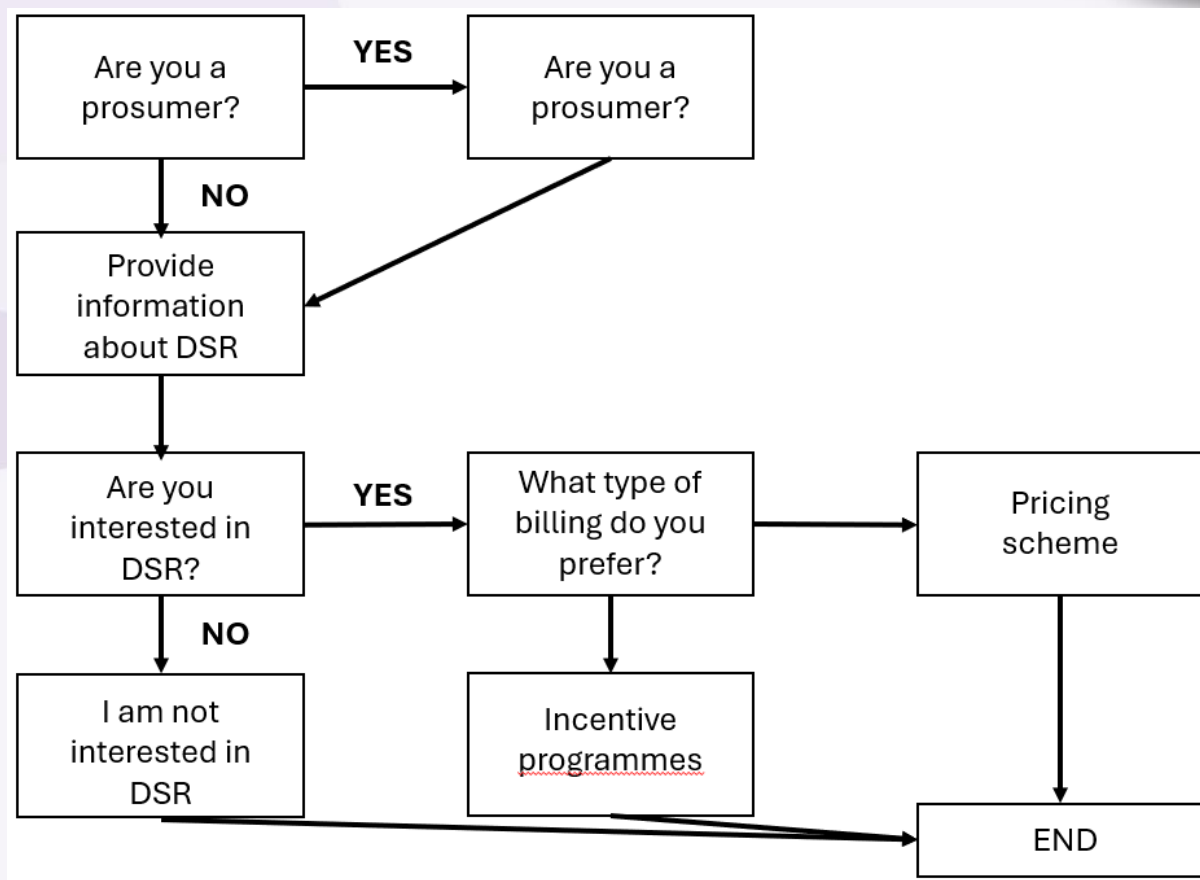 Are you a
prosumer?
YES
Are you a
prosumer?
NO
Provide
information
about DSR
Are you
interested in
DSR?
YES
What type of
billing do you
prefer?
Pricing
scheme
NO
I am not
interested in
DSR
Incentive
programmes
END